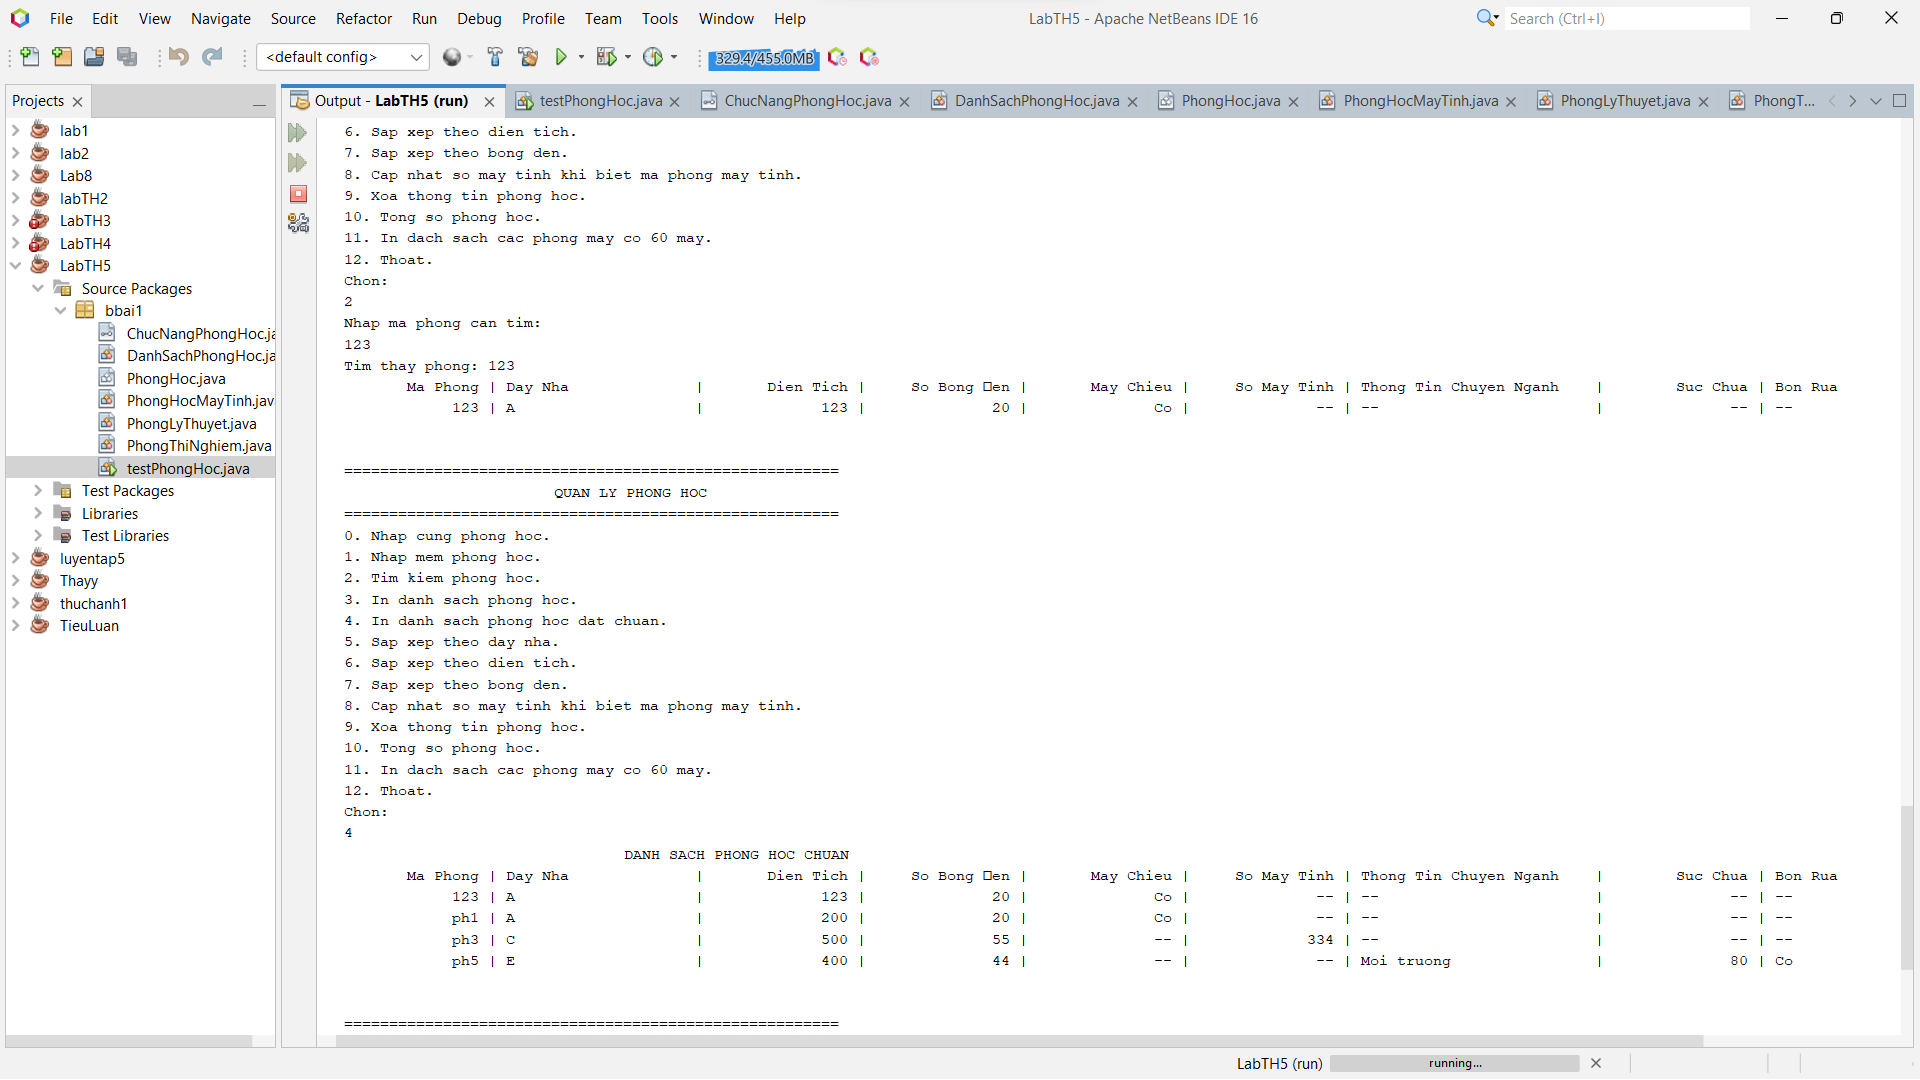 File Edit View Navigate Source Refactor Run Debug Profile Team Tools Window Help
LabTH5 - Apache NetBeans IDE 16
Search (Ctrl+I)
<default config>
329.4/455.0MB
Projects
Output - LabTH5 (run)
testPhongHoc.java
ChucNangPhongHoc.java
DanhSachPhongHoc.java
PhongHoc.java
PhongHocMayTinh.java
PhongLyThuyet.java
PhongT...
lab1
lab2
Lab8
labTH2
LabTH3
LabTH4
LabTH5
Source Packages
bbai1
ChucNangPhongHoc.ja
DanhSachPhongHoc.ja
PhongHoc.java
PhongHocMayTinh.jav
PhongLyThuyet.java
PhongThiNghiem.java
testPhongHoc.java
Test Packages
Libraries
Test Libraries
luyentap5
Thayy
thuchanh1
TieuLuan
6. Sap xep theo dien tich.
7. Sap xep theo bong den.
8. Cap nhat so may tinh khi biet ma phong may tinh.
9. Xoa thong tin phong hoc.
10. Tong so phong hoc.
11. In dach sach cac phong may co 60 may.
12. Thoat.
Chon:
2
Nhap ma phong can tim:
123
Tim thay phong: 123
Ma Phong | Day Nha | Dien Tich | So Bong □en | May Chieu | So May Tinh | Thong Tin Chuyen Nganh | Suc Chua | Bon Rua
123 | A | 123 | 20 | Co | -- | -- | -- | --
=======================================================
QUAN LY PHONG HOC
=======================================================
0. Nhap cung phong hoc.
1. Nhap mem phong hoc.
2. Tim kiem phong hoc.
3. In danh sach phong hoc.
4. In danh sach phong hoc dat chuan.
5. Sap xep theo day nha.
6. Sap xep theo dien tich.
7. Sap xep theo bong den.
8. Cap nhat so may tinh khi biet ma phong may tinh.
9. Xoa thong tin phong hoc.
10. Tong so phong hoc.
11. In dach sach cac phong may co 60 may.
12. Thoat.
Chon:
4
DANH SACH PHONG HOC CHUAN
Ma Phong | Day Nha | Dien Tich | So Bong □en | May Chieu | So May Tinh | Thong Tin Chuyen Nganh | Suc Chua | Bon Rua
123 | A | 123 | 20 | Co | -- | -- | -- | --
ph1 | A | 200 | 20 | Co | -- | -- | -- | --
ph3 | C | 500 | 55 | -- | 334 | -- | -- | --
ph5 | E | 400 | 44 | -- | -- | Moi truong | 80 | Co
=======================================================
LabTH5 (run) running...